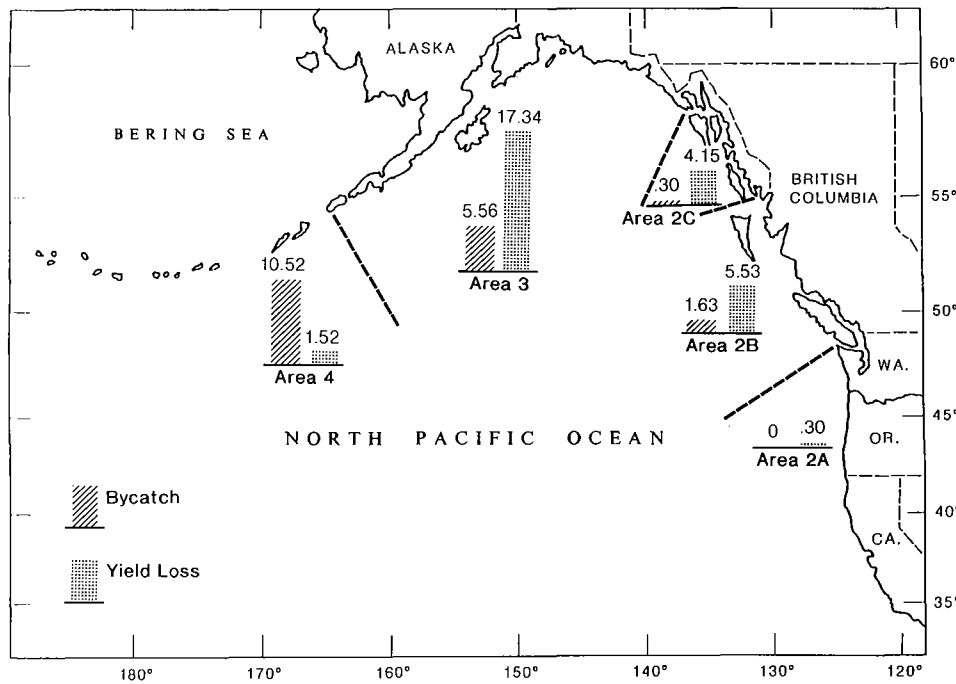 ALASKA
60°
BERING SEA
17.34
4.15
.30
BRITISH
COLUMBIA
55°
Area 2C
5.56
10.52
Area 3
5.53
1.63
50°
1.52
Area 2B
Area 4
WA.
45°
NORTH PACIFIC OCEAN
0
.30
OR.
Area 2A
Bycatch
40°
CA.
Yield Loss
35°
180°
170°
160°
150°
140°
130°
120°